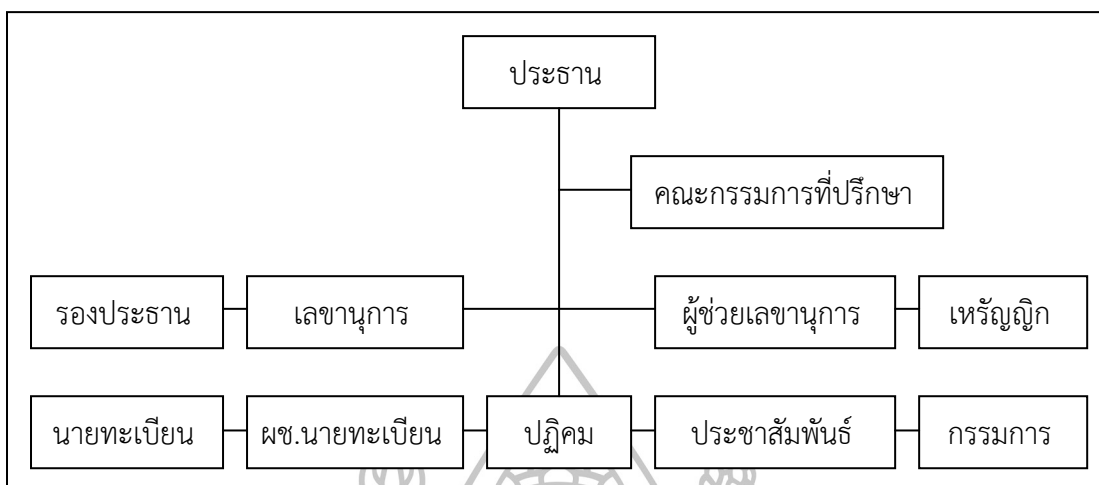 ประธาน
คณะกรรมการที่ปรึกษา
รองประธาน เลขานุการ ผู้ช่วยเลขานุการ เหรัญญิก
นายทะเบียน ผช.นายทะเบียน ปฏิคม ประชาสัมพันธ์ กรรมการ